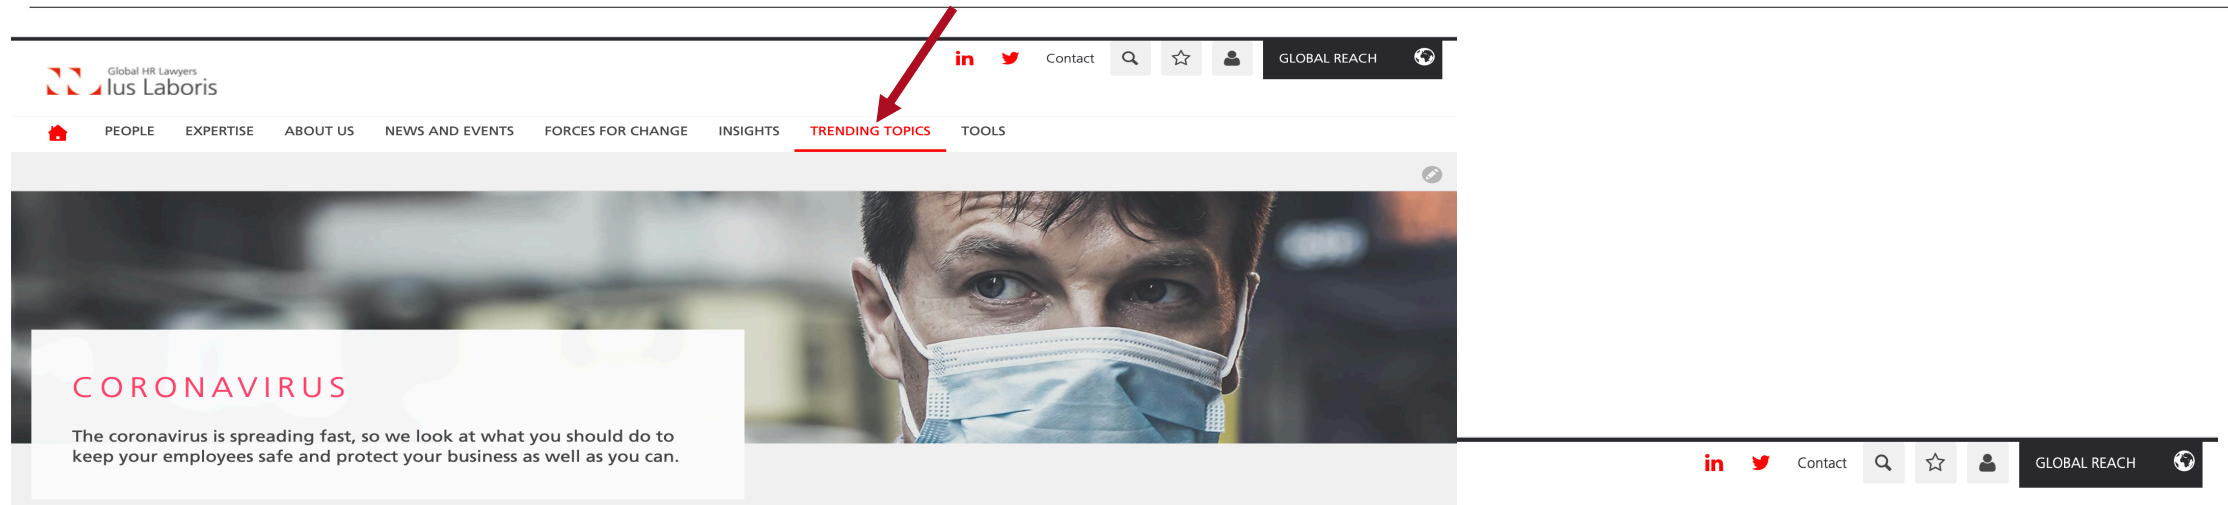 in Contact GLOBAL REACH
Global HR Lawyers
Ius Laboris
PEOPLE EXPERTISE ABOUT US NEWS AND EVENTS FORCES FOR CHANGE INSIGHTS TRENDING TOPICS TOOLS
CORONAVIRUS
The coronavirus is spreading fast, so we look at what you should do to
keep your employees safe and protect your business as well as you can.
in Contact GLOBAL REACH